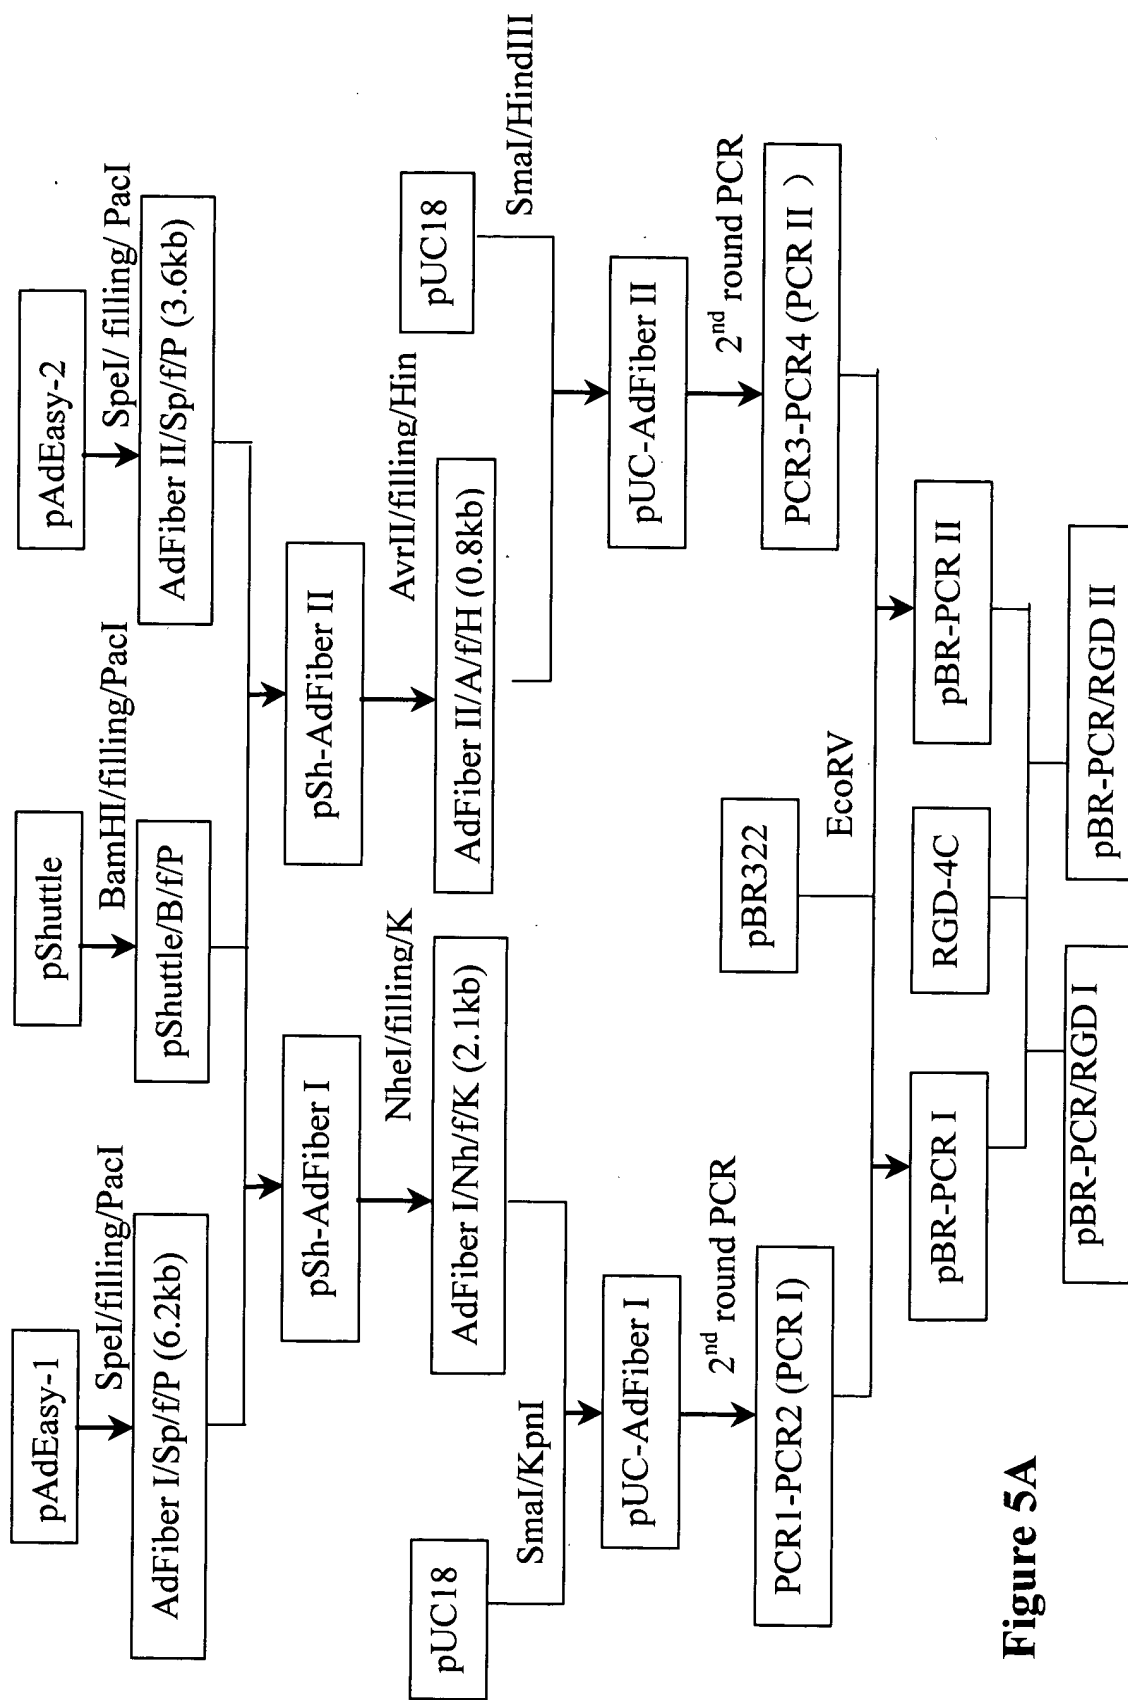 pAdEasy-1
pShuttle
pAdEasy-2
SpeI/filling/PacI
BamHI/filling/PacI
SpeI/ filling/ PacI
AdFiber I/Sp/f/P (6.2kb)
pShuttle/B/f/P
AdFiber II/Sp/f/P (3.6kb)
pSh-AdFiber I
pSh-AdFiber II
NheI/filling/K
AvrII/filling/Hin
pUC18
AdFiber I/Nh/f/K (2.1kb)
AdFiber II/A/f/H (0.8kb)
pUC18
SmaI/KpnI
SmaI/HindIII
pUC-AdFiber I
pUC-AdFiber II
2nd round PCR
2nd round PCR
PCR1-PCR2 (PCR I)
pBR322
PCR3-PCR4 (PCR II )
EcoRV
pBR-PCR I
RGD-4C
pBR-PCR II
pBR-PCR/RGD I
pBR-PCR/RGD II
Figure 5A